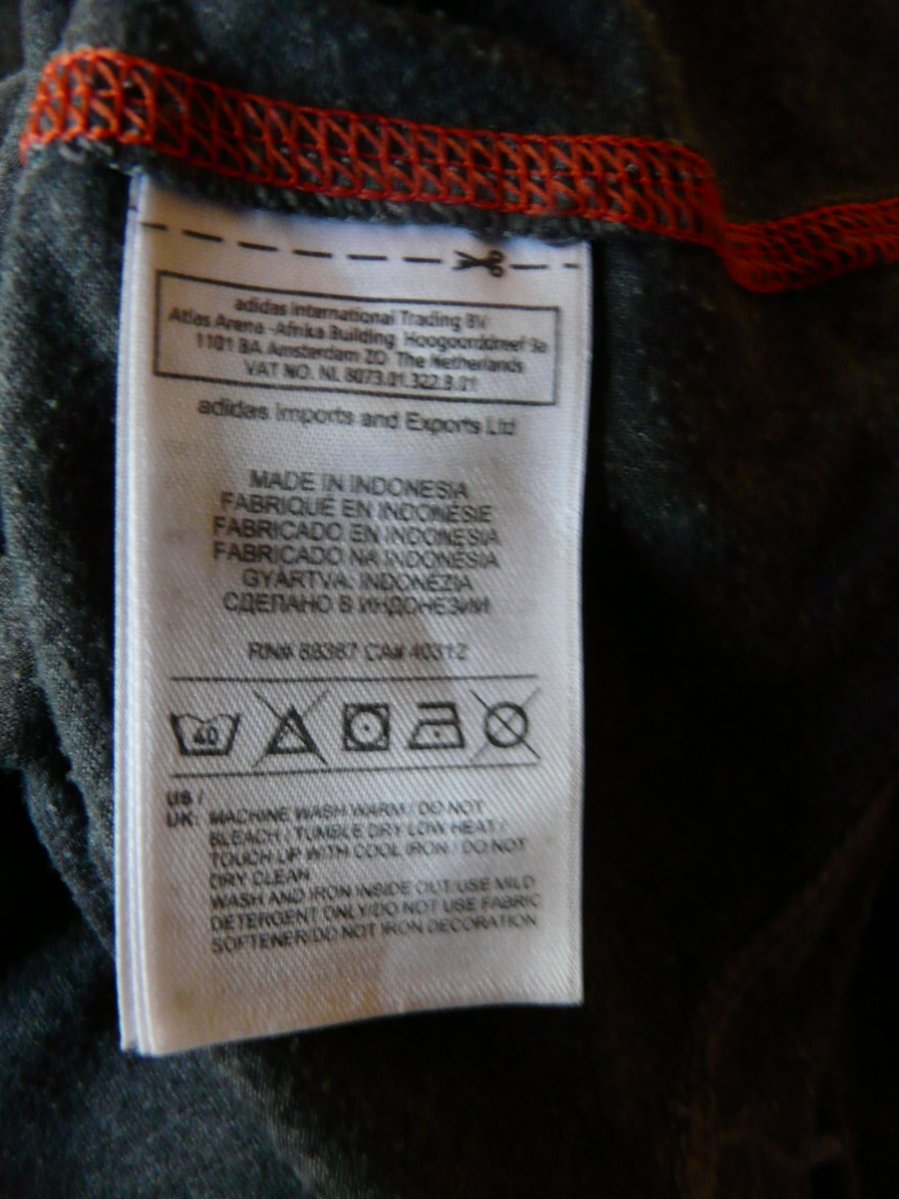 adidas International Trading BV
Atlas Arena -Afrika Building Hoogoorddreef 9a
1101 BA Amsterdam ZO The Netherlands
VAT NO. NL 8073.01.322.B.01
adidas Imports and Exports Ltd
MADE IN INDONESIA
FABRIQUÉ EN INDONÉSIE
FABRICADO EN INDONESIA
FABRICADO NA INDONÉSIA
GYÁRTVA: INDONÉZIA
СДЕЛАНО В ИНДОНЕЗИИ
RN# 88387 CA# 40312
40
US /
UK: MACHINE WASH WARM / DO NOT
BLEACH / TUMBLE DRY LOW HEAT /
TOUCH UP WITH COOL IRON / DO NOT
DRY CLEAN
WASH AND IRON INSIDE OUT/USE MILD
DETERGENT ONLY/DO NOT USE FABRIC
SOFTENER/DO NOT IRON DECORATION